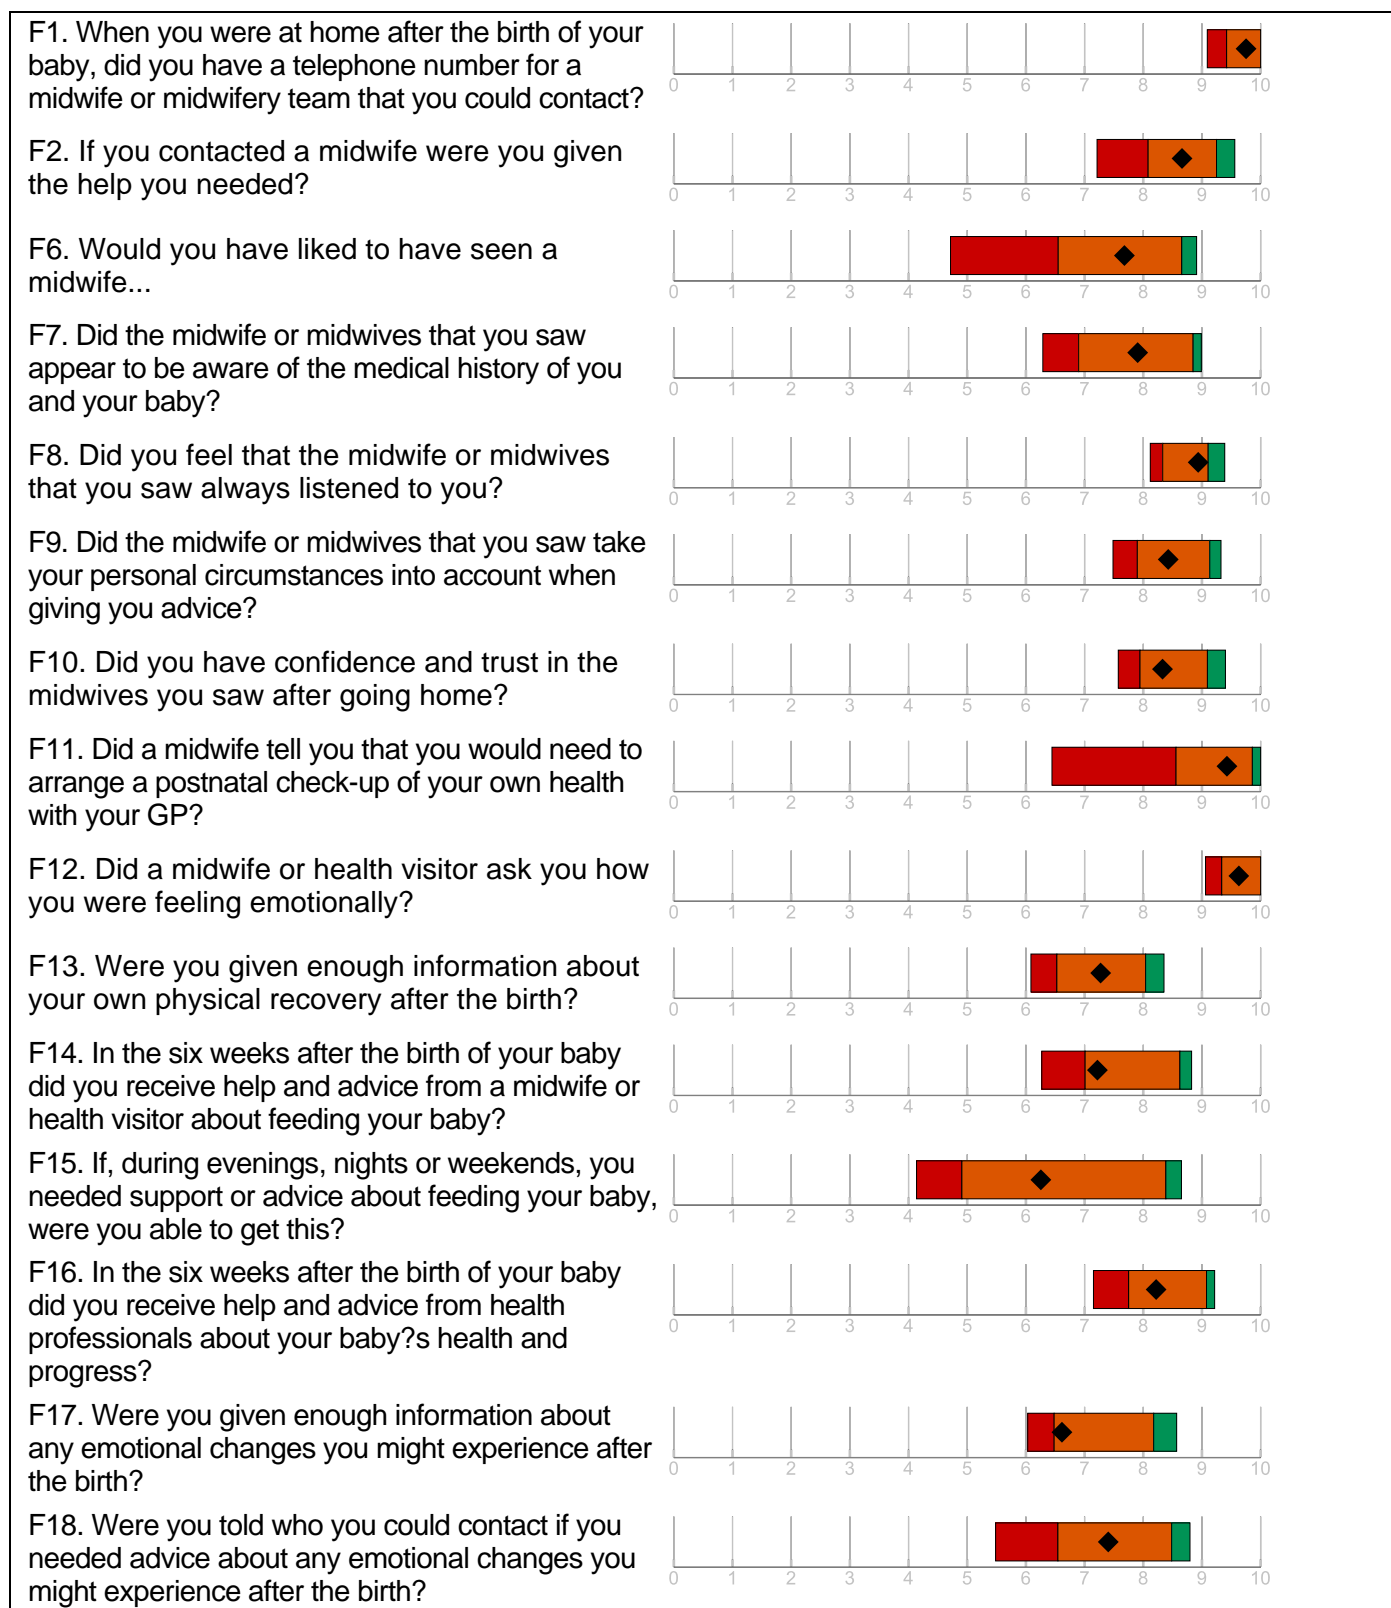 F1. When you were at home after the birth of your
baby, did you have a telephone number for a
midwife or midwifery team that you could contact?
0 1 2 3 4 5 6 7 8 9 10
F2. If you contacted a midwife were you given
the help you needed?
0 1 2 3 4 5 6 7 8 9 10
F6. Would you have liked to have seen a
midwife...
0 1 2 3 4 5 6 7 8 9 10
F7. Did the midwife or midwives that you saw
appear to be aware of the medical history of you
and your baby?
0 1 2 3 4 5 6 7 8 9 10
F8. Did you feel that the midwife or midwives
that you saw always listened to you?
0 1 2 3 4 5 6 7 8 9 10
F9. Did the midwife or midwives that you saw take
your personal circumstances into account when
giving you advice?
0 1 2 3 4 5 6 7 8 9 10
F10. Did you have confidence and trust in the
midwives you saw after going home?
0 1 2 3 4 5 6 7 8 9 10
F11. Did a midwife tell you that you would need to
arrange a postnatal check-up of your own health
with your GP?
0 1 2 3 4 5 6 7 8 9 10
F12. Did a midwife or health visitor ask you how
you were feeling emotionally?
0 1 2 3 4 5 6 7 8 9 10
F13. Were you given enough information about
your own physical recovery after the birth?
0 1 2 3 4 5 6 7 8 9 10
F14. In the six weeks after the birth of your baby
did you receive help and advice from a midwife or
health visitor about feeding your baby?
0 1 2 3 4 5 6 7 8 9 10
F15. If, during evenings, nights or weekends, you
needed support or advice about feeding your baby,
were you able to get this?
0 1 2 3 4 5 6 7 8 9 10
F16. In the six weeks after the birth of your baby
did you receive help and advice from health
professionals about your baby?s health and
progress?
0 1 2 3 4 5 6 7 8 9 10
F17. Were you given enough information about
any emotional changes you might experience after
the birth?
0 1 2 3 4 5 6 7 8 9 10
F18. Were you told who you could contact if you
needed advice about any emotional changes you
might experience after the birth?
0 1 2 3 4 5 6 7 8 9 10